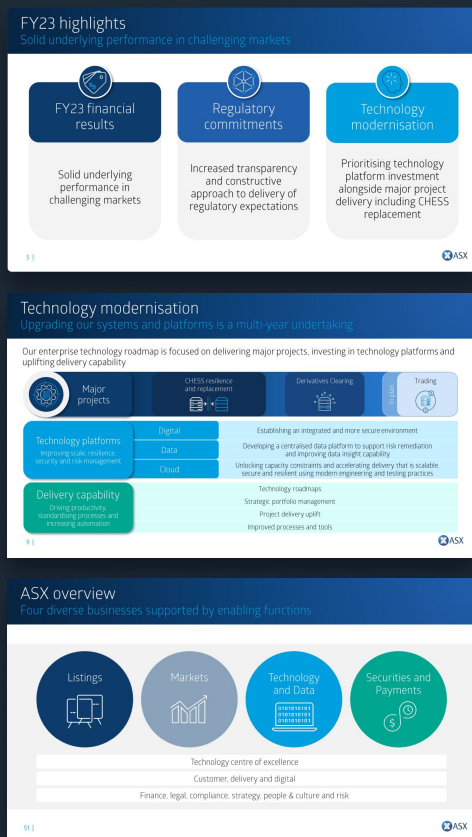 FY23 highlights
Solid underlying performance in challenging markets
FY23 financial
results
Regulatory
commitments
Technology
modernisation
Solid underlying
performance in
challenging markets
Increased transparency
and constructive
approach to delivery of
regulatory expectations
Prioritising technology
platform investment
alongside major project
delivery including CHESS
replacement
5 |
ASX
Technology modernisation
Upgrading our systems and platforms is a multi-year undertaking
Our enterprise technology roadmap is focused on delivering major projects, investing in technology platforms and
uplifting delivery capability
Major
projects
CHESS resilience
and replacement
Derivatives Clearing
In plan
Trading
Technology platforms
Improving scale, resilience,
security and risk management
Digital
Establishing an integrated and more secure environment
Data
Developing a centralised data platform to support risk remediation
and improving data insight capability
Cloud
Unlocking capacity constraints and accelerating delivery that is scalable,
secure and resilient using modern engineering and testing practices
Delivery capability
Driving productivity,
standardising processes and
increasing automation
Technology roadmaps
Strategic portfolio management
Project delivery uplift
Improved processes and tools
9 |
ASX
ASX overview
Four diverse businesses supported by enabling functions
Listings
Markets
Technology
and Data
0101010101
0101010101
0101010101
Securities and
Payments
$
Technology centre of excellence
Customer, delivery and digital
Finance, legal, compliance, strategy, people & culture and risk
51 |
ASX